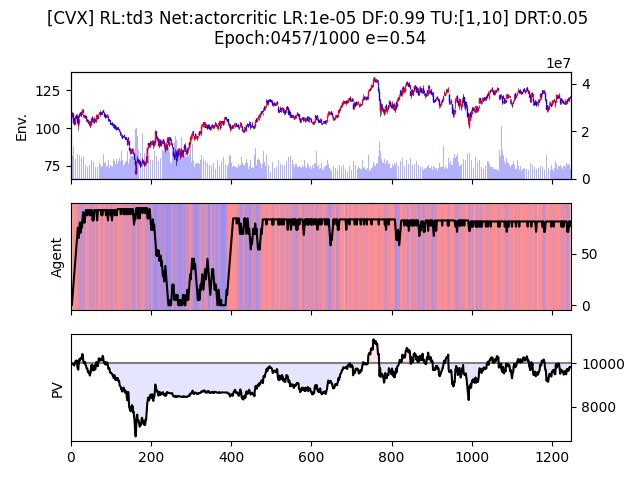 [CVX] RL:td3 Net:actorcritic LR:1e-05 DF:0.99 TU:[1,10] DRT:0.05
Epoch:0457/1000 e=0.54
1e7
Env.
125
100
75
4
2
0
Agent
50
0
PV
10000
8000
0
200
400
600
800
1000
1200